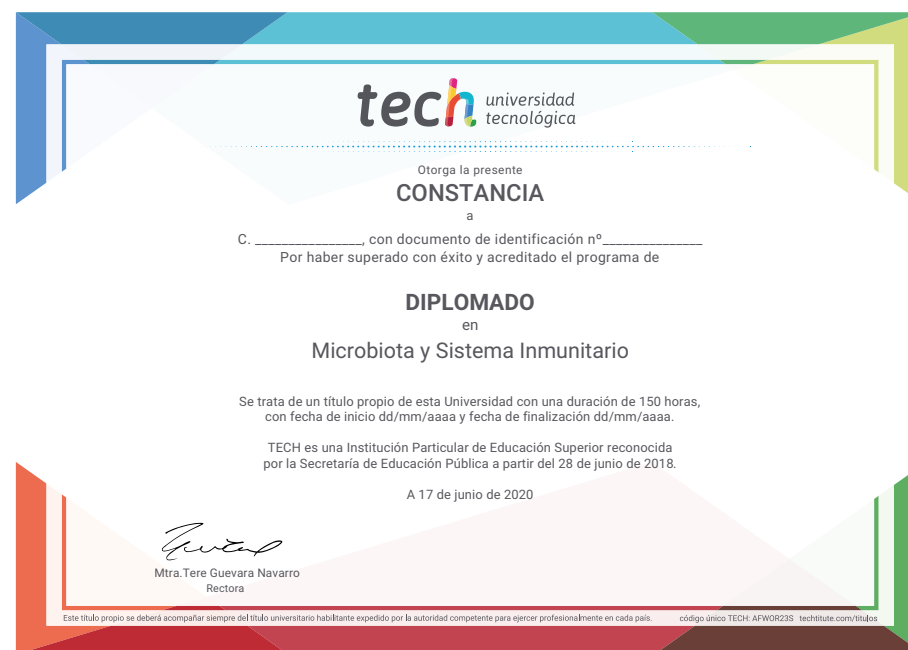 tech universidad
tecnológica
Otorga la presente
CONSTANCIA
a
C. ________________, con documento de identificación nº_______________
Por haber superado con éxito y acreditado el programa de
DIPLOMADO
en
Microbiota y Sistema Inmunitario
Se trata de un título propio de esta Universidad con una duración de 150 horas,
con fecha de inicio dd/mm/aaaa y fecha de finalización dd/mm/aaaa.
TECH es una Institución Particular de Educación Superior reconocida
por la Secretaría de Educación Pública a partir del 28 de junio de 2018.
A 17 de junio de 2020
Mtra.Tere Guevara Navarro
Rectora
Este título propio se deberá acompañar siempre del título universitario habilitante expedido por la autoridad competente para ejercer profesionalmente en cada país. código único TECH: AFWOR23S techtitute.com/titulos